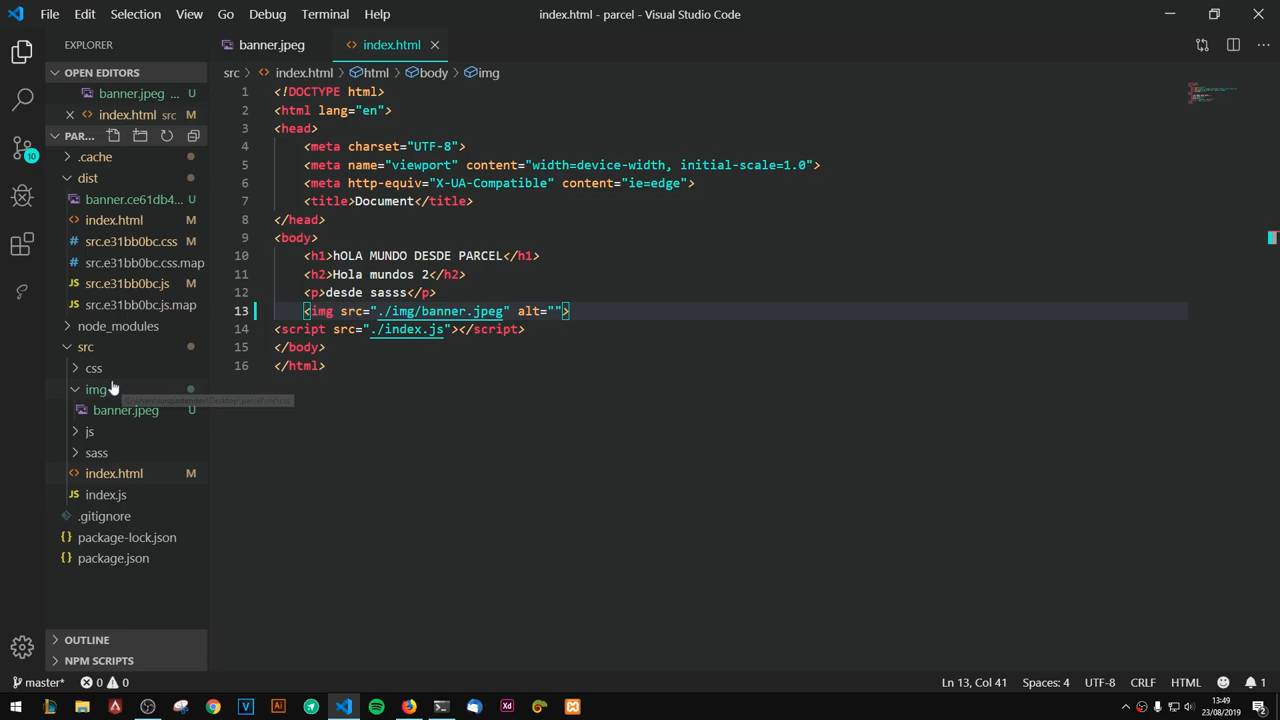 File Edit Selection View Go Debug Terminal Help
index.html - parcel - Visual Studio Code
EXPLORER
banner.jpeg
index.html
OPEN EDITORS
banner.jpeg ... U
index.html src M
src > index.html > html > body > img
PAR...
.cache
dist
banner.ce61db4... U
index.html M
src.e31bb0bc.css M
src.e31bb0bc.css.map
src.e31bb0bc.js M
src.e31bb0bc.js.map
node_modules
src
css
img
banner.jpeg U
js
sass
index.html M
index.js
.gitignore
package-lock.json
package.json
OUTLINE
NPM SCRIPTS
10
1 <!DOCTYPE html>
2 <html lang="en">
3 <head>
4 <meta charset="UTF-8">
5 <meta name="viewport" content="width=device-width, initial-scale=1.0">
6 <meta http-equiv="X-UA-Compatible" content="ie=edge">
7 <title>Document</title>
8 </head>
9 <body>
10 <h1>hOLA MUNDO DESDE PARCEL</h1>
11 <h2>Hola mundos 2</h2>
12 <p>desde sasss</p>
13 <img src="./img/banner.jpeg" alt="">
14 <script src="./index.js"></script>
15 </body>
16 </html>
master* 0 0
Ln 13, Col 41 Spaces: 4 UTF-8 CRLF HTML 1
13:49
23/08/2019
2